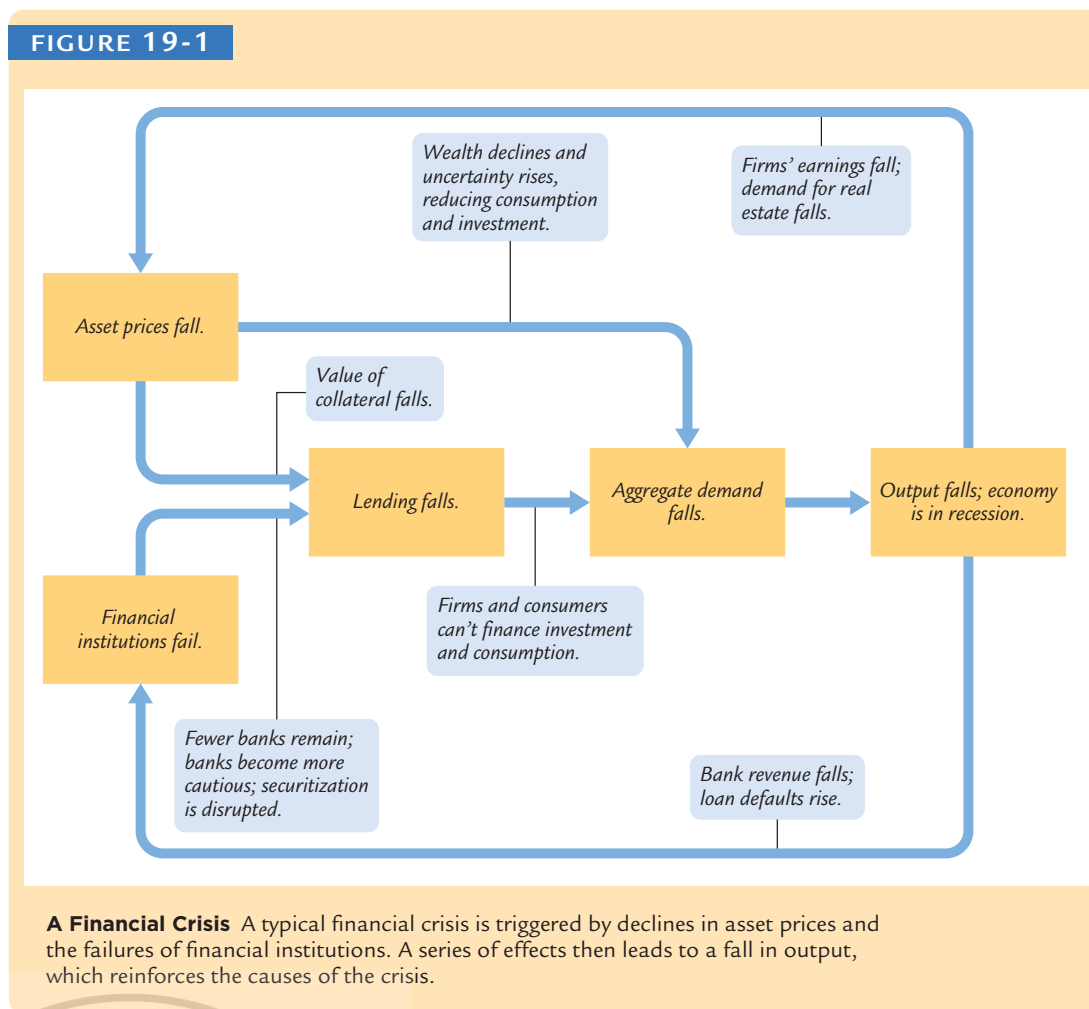 FIGURE 19-1
Wealth declines and
uncertainty rises,
reducing consumption
and investment.
Firms’ earnings fall;
demand for real
estate falls.
Asset prices fall.
Value of
collateral falls.
Lending falls.
Aggregate demand
falls.
Output falls; economy
is in recession.
Financial
institutions fail.
Firms and consumers
can’t finance investment
and consumption.
Fewer banks remain;
banks become more
cautious; securitization
is disrupted.
Bank revenue falls;
loan defaults rise.
A Financial Crisis A typical financial crisis is triggered by declines in asset prices and
the failures of financial institutions. A series of effects then leads to a fall in output,
which reinforces the causes of the crisis.